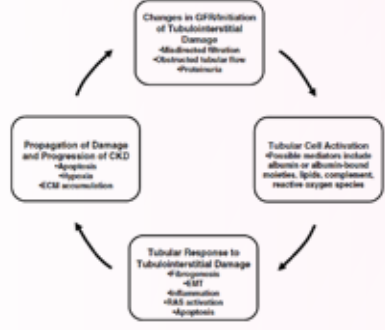 Changes in GFR/Initiation
of Tubulointerstitial
Damage
•Misdirected filtration
•Obstructed tubular flow
•Proteinuria
Tubular Cell Activation
•Possible mediators include
albumin or albumin-bound
moieties, lipids, complement,
reactive oxygen species
Tubular Response to
Tubulointerstitial Damage
•Fibrogenesis
•EMT
•Inflammation
•RAS activation
•Apoptosis
Propagation of Damage
and Progression of CKD
•Apoptosis
•Hypoxia
•ECM accumulation